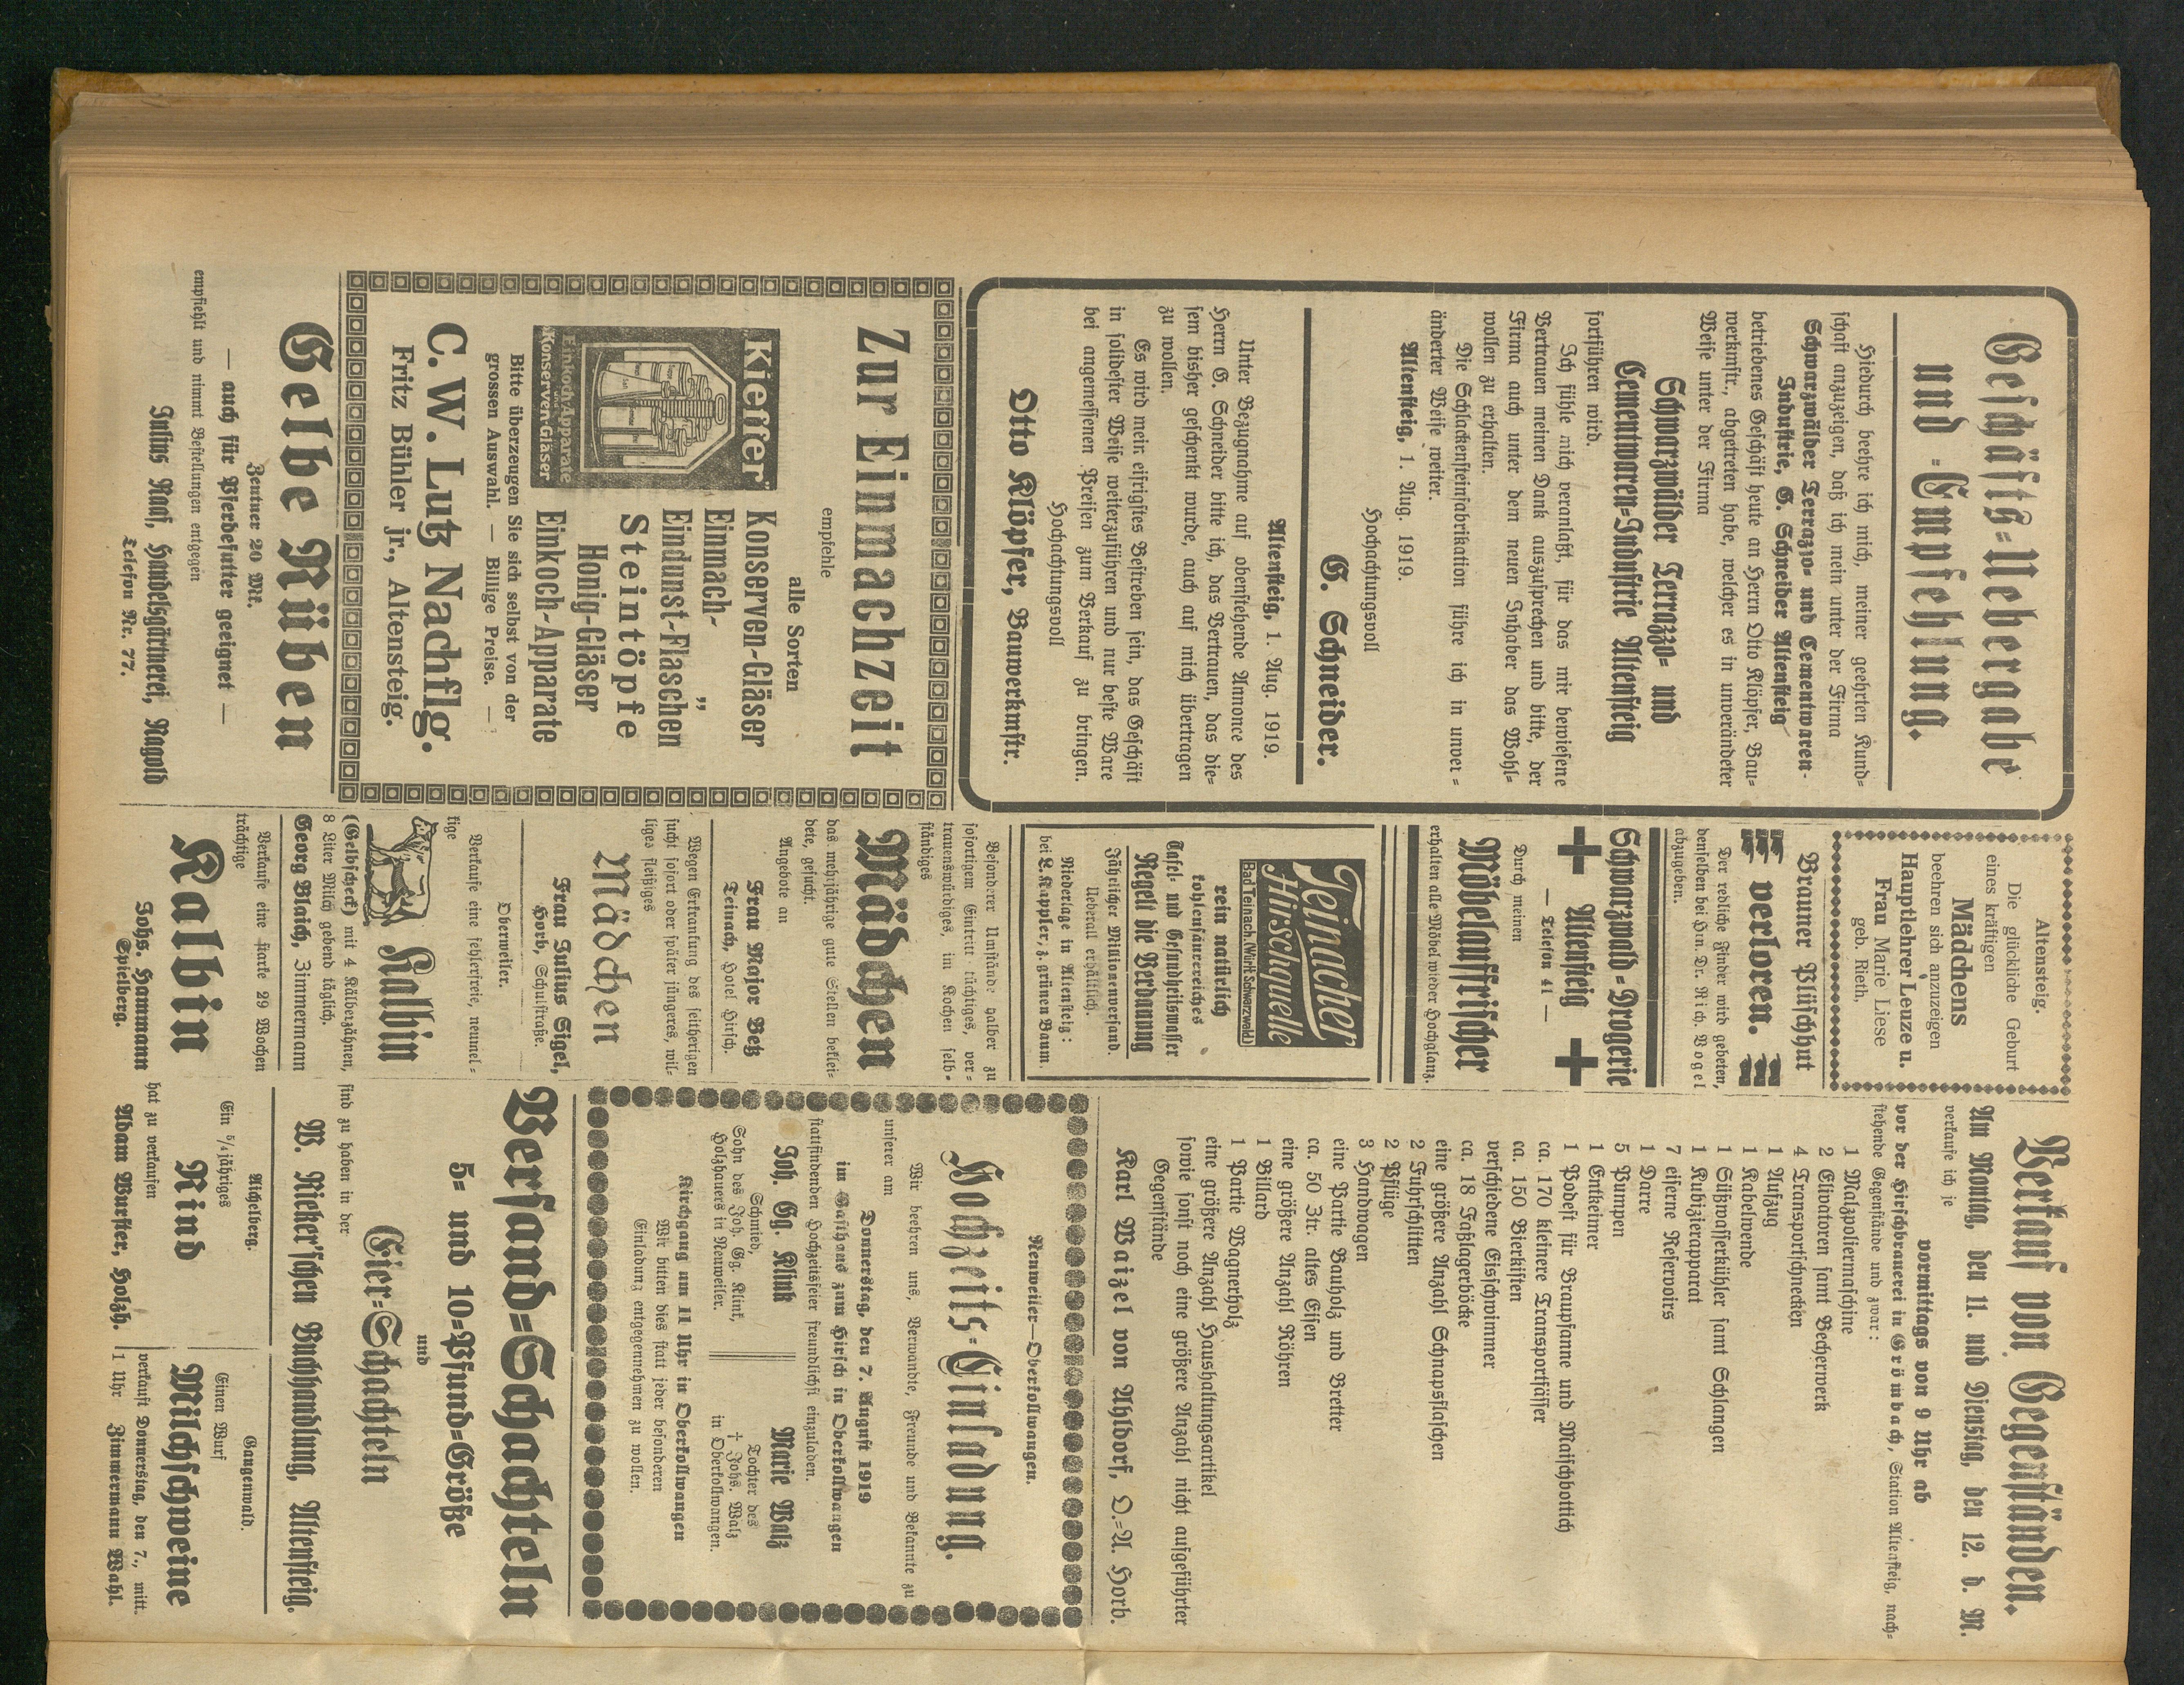 Geschäfts-Uebergabe
und -Empfehlung.
Hiedurch beehre ich mich, meiner geehrten Kund-
schaft anzuzeigen, daß ich mein unter der Firma
Schwarzwälder Terrazzo- und Cementwaren-
Industrie, G. Schneider Altensteig
betriebenes Geschäft heute an Herrn Otto Klöpfer, Bau-
werkmstr., abgetreten habe, welcher es in unveränderter
Weise unter der Firma
Schwarzwälder Terrazzo- und
Cementwaren-Industrie Altensteig
fortführen wird.
Ich fühle mich veranlaßt, für das mir bewiesene
Vertrauen meinen Dank auszusprechen und bitte, der
Firma auch unter dem neuen Inhaber das Wohl-
wollen zu erhalten.
Die Schlackensteinfabrikation führe ich in unver-
änderter Weise weiter.
Altensteig, 1. Aug. 1919.
Hochachtungsvoll
G. Schneider.
Altensteig, 1. Aug. 1919.
Unter Bezugnahme auf obenstehende Annonce des
Herrn G. Schneider bitte ich, das Vertrauen, das die-
sem bisher geschenkt wurde, auch auf mich übertragen
zu wollen.
Es wird mein eifrigstes Bestreben sein, das Geschäft
in solidester Weise weiterzuführen und nur beste Ware
bei angemessenen Preisen zum Verkauf zu bringen.
Hochachtungsvoll
Otto Klöpfer, Bauwerkmstr.
Zur Einmachzeit
empfehle
alle Sorten
"Kieffer"
Einkoch-Apparate
und
Konserven-Gläser
Konserven-Gläser
Einmach- „
Eindunst-Flaschen
Steintöpfe
Honig-Gläser
Einkoch-Apparate
Bitte überzeugen Sie sich selbst von der
grossen Auswahl. — Billige Preise. —
C. W. Lutz Nachflg.
Fritz Bühler jr., Altensteig.
Gelbe Rüben
Zentner 20 Mk.
— auch für Pferdefutter geeignet —
empfiehlt und nimmt Bestellungen entgegen
Julius Raaf, Handelsgärtnerei, Nagold
Telefon Nr. 77.
Altensteig.
Die glückliche Geburt
eines kräftigen
Mädchens
beehren sich anzuzeigen
Hauptlehrer Leuze u.
Frau Marie Liese
geb. Rieth.
Brauner Plüschhut
verloren.
Der redliche Finder wird gebeten,
denselben bei Hrn. Dr. Rich. Vogel
abzugeben.
Schwarzwald-Drogerie
Altensteig
— Telefon 41 —
Durch meinen
Möbelauffrischer
erhalten alle Möbel wieder Hochglanz.
Teinacher
Hirschquelle
Bad Teinach. (Württ Schwarzwald)
rein natürlich
kohlensäurereiches
Tafel- und Gesundheitswasser
Regelt die Verdauung
Jährlicher Millionenversand.
Ueberall erhältlich.
Niederlage in Altensteig:
bei L. Kappler, z. grünen Baum.
Besonderer Umstände halber zu
sofortigem Eintritt tüchtiges, ver-
trauenswürdiges, im Kochen selb-
ständiges
Mädchen
das mehrjährige gute Stellen beklei-
dete, gesucht.
Angebote an
Frau Major Betz
Teinach, Hotel Hirsch.
Wegen Erkrankung des seitherigen
sucht sofort oder später jüngeres, wil-
liges fleißiges
Mädchen
Frau Julius Sigel,
Horb, Schulstraße.
Oberweiler.
Verkaufe eine fehlerfreie, neumel-
kige
Kalbin
(Gelbscheck) mit 4 Kälberzähnen,
8 Liter Milch gebend täglich.
Georg Blaich, Zimmermann
Verkaufe eine starke 29 Wochen
trächtige
Kalbin
Johs. Hammann
Spielberg.
Verkauf von Gegenständen.
Am Montag, den 11. und Dienstag, den 12. d. M.
verkaufe ich je
vormittags von 9 Uhr ab
vor der Hirschbrauerei in Grömbach, Station Altensteig, nach-
stehende Gegenstände und zwar:
1 Malzpoliermaschine
2 Elivatoren samt Becherwerk
4 Transportschnecken
1 Aufzug
1 Kabelwende
1 Süßwasserkühler samt Schlangen
1 Kubizierapparat
7 eiserne Reservoirs
1 Darre
5 Pumpen
1 Entkeimer
1 Podest für Braupfanne und Maischbottich
ca. 170 kleinere Transportfässer
ca. 150 Bierkisten
verschiedene Eisschwimmer
ca. 18 Faßlagerböcke
eine größere Anzahl Schnapsflaschen
2 Fuhrschlitten
2 Pflüge
3 Handwagen
eine Partie Bauholz und Bretter
ca. 50 Ztr. altes Eisen
eine größere Anzahl Röhren
1 Billard
1 Partie Wagnerholz
eine größere Anzahl Haushaltungsartikel
sowie sonst noch eine größere Anzahl nicht aufgeführter
Gegenstände
Karl Waizel von Ahldorf, O.-A. Horb.
Neuweiler—Oberkollwangen.
Hochzeits-Einladung.
Wir beehren uns, Verwandte, Freunde und Bekannte zu
unserer am
Donnerstag, den 7. August 1919
im Gasthaus zum Hirsch in Oberkollwangen
stattfindenden Hochzeitsfeier freundlichst einzuladen.
Joh. Gg. Klink
Schmied,
Sohn des Joh. Gg. Klink,
Holzhauers in Neuweiler.
Marie Walz
Tochter des
† Johs. Walz
in Oberkollwangen.
Kirchgang um 11 Uhr in Oberkollwangen
Wir bitten dies statt jeder besonderen
Einladung entgegennehmen zu wollen.
Versand-Schachteln
5- und 10-Pfund-Größe
und
Eier-Schachteln
sind zu haben in der
W. Rieker'schen Buchhandlung, Altensteig.
Aichelberg.
Ein 5/4 jähriges
Rind
hat zu verkaufen
Adam Wurster, Holzh.
Gaugenwald.
Einen Wurf
Milchschweine
verkauft Donnerstag, den 7., mitt.
1 Uhr Zimmermann Wahl.